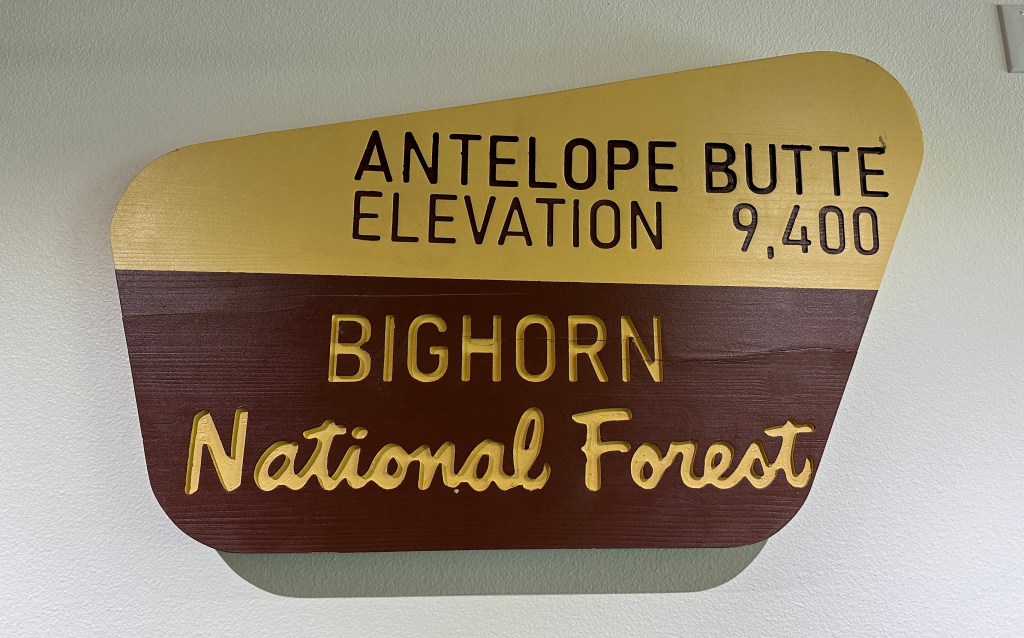 ANTELOPE BUTTE
ELEVATION 9,400
BIGHORN
National Forest